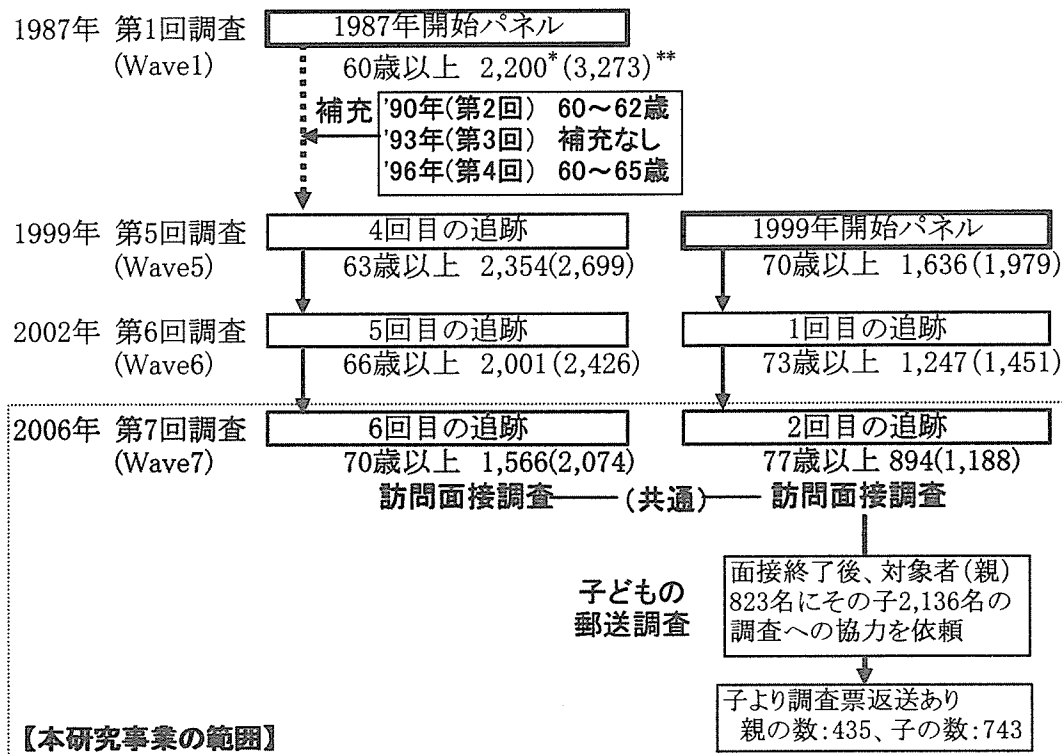 1987年 第1回調査
(Wave1)
1987年開始パネル
60歳以上 2,200*(3,273)**
補充
'90年(第2回) 60～62歳
'93年(第3回) 補充なし
'96年(第4回) 60～65歳
1999年 第5回調査
(Wave5)
4回目の追跡
63歳以上 2,354(2,699)
1999年開始パネル
70歳以上 1,636(1,979)
2002年 第6回調査
(Wave6)
5回目の追跡
66歳以上 2,001(2,426)
1回目の追跡
73歳以上 1,247(1,451)
2006年 第7回調査
(Wave7)
6回目の追跡
70歳以上 1,566(2,074)
2回目の追跡
77歳以上 894(1,188)
訪問面接調査
(共通)
訪問面接調査
子どもの
郵送調査
面接終了後、対象者(親)
823名にその子2,136名の
調査への協力を依頼
子より調査票返送あり
親の数:435、子の数:743
【本研究事業の範囲】